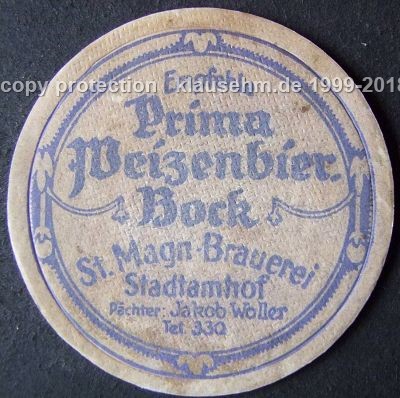 copy protection klausehm.de 1999-2018
Prima
Weizenbier-
Bock
St. Magn-Brauerei
Stadtamhof
Pächter: Jakob Woller
Tel. 330